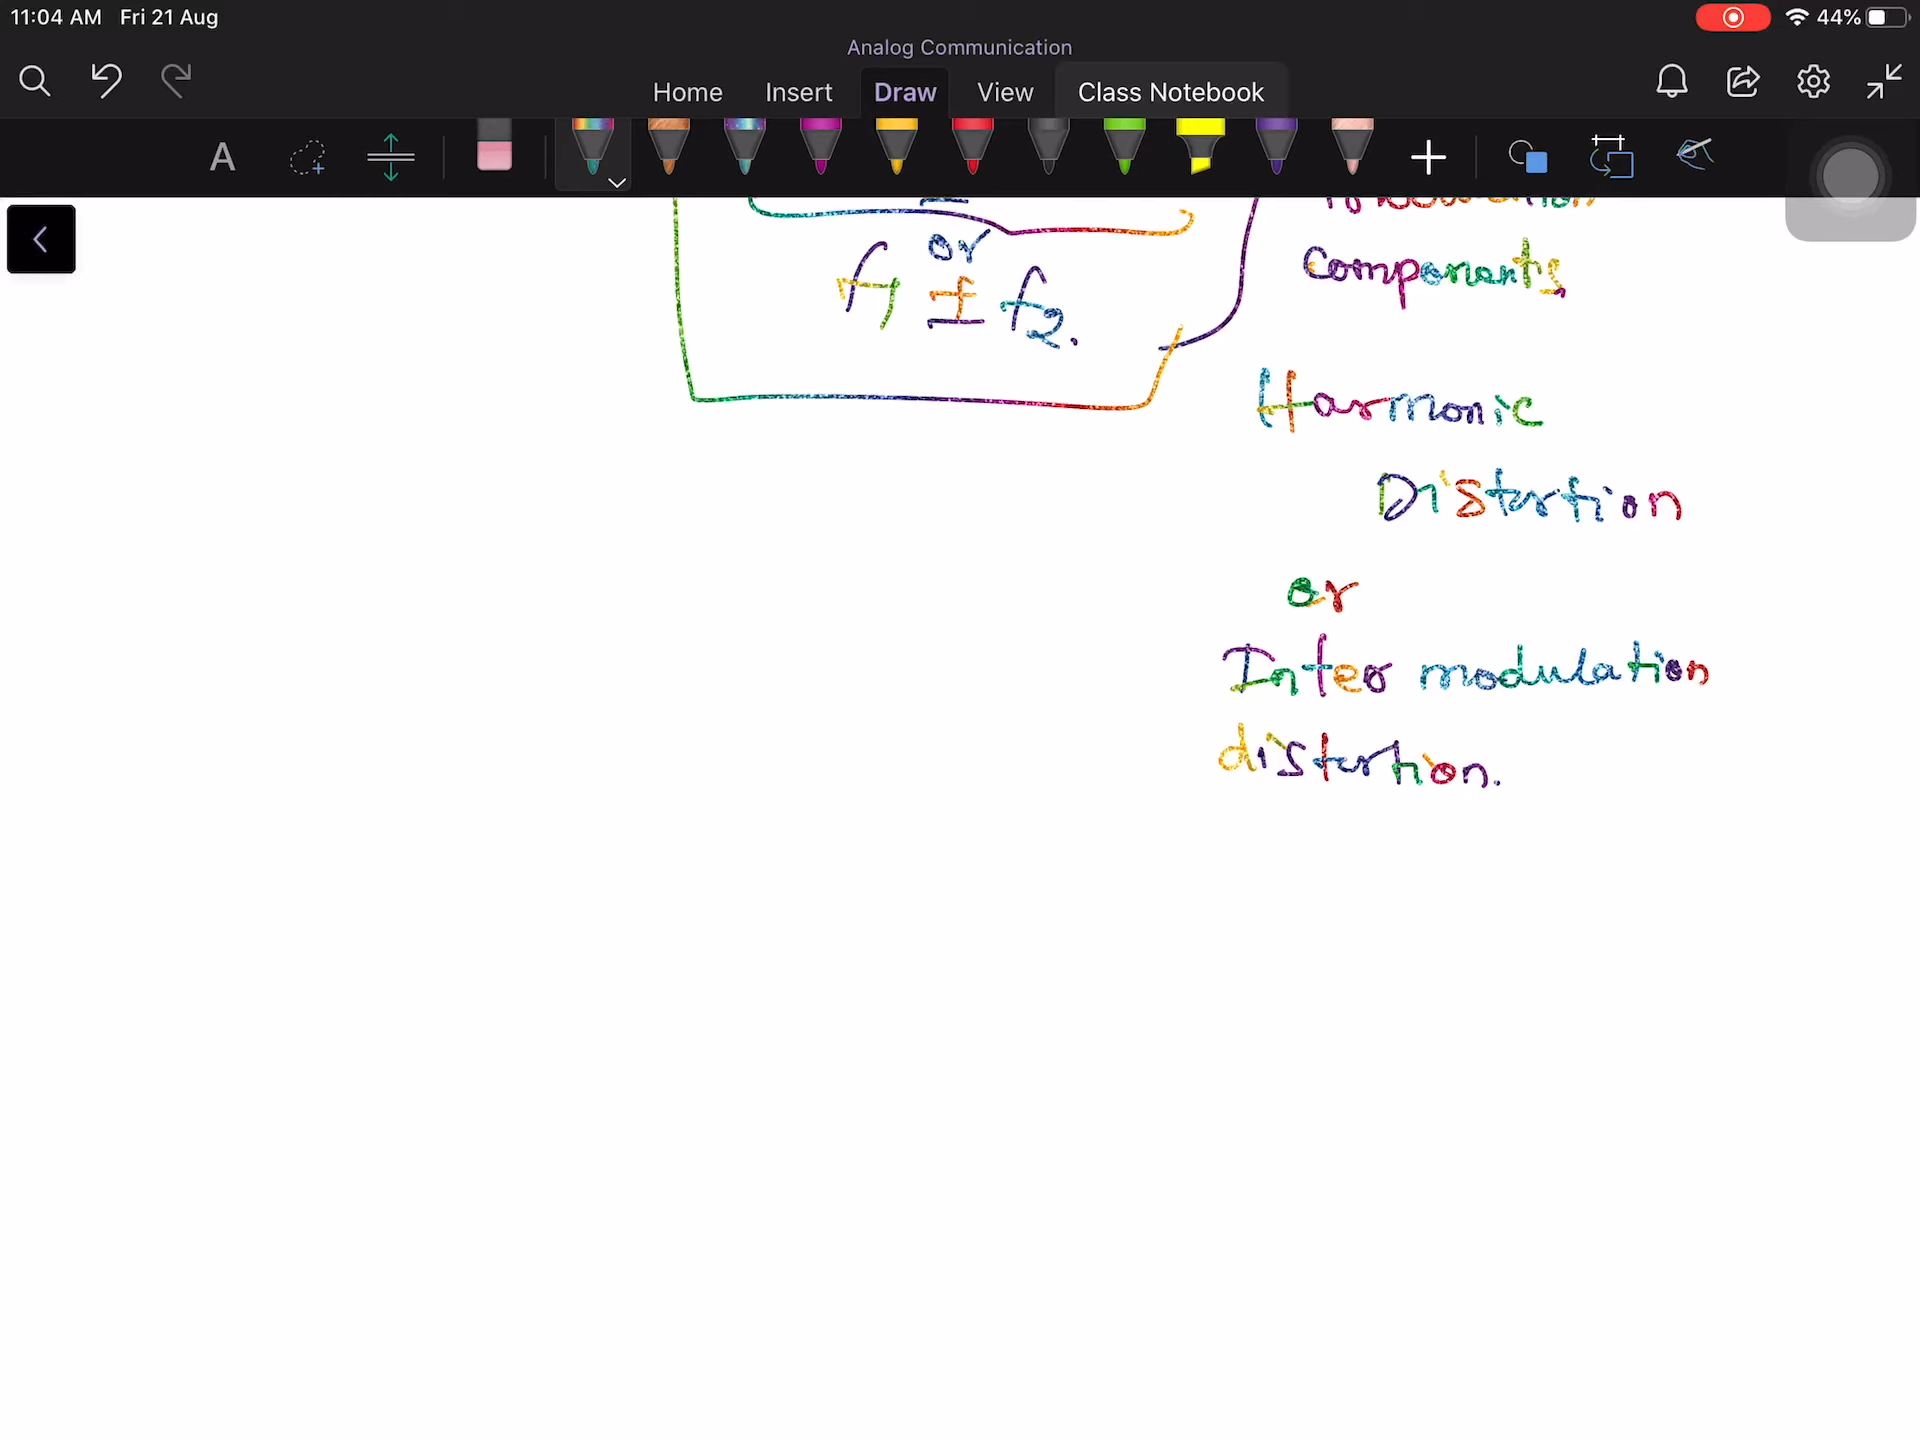 11:04 AM Fri 21 Aug
44%
Analog Communication
Home Insert Draw View Class Notebook
A
or
f1 ± f2.
components
Harmonic
Distortion
or
Inter modulation
distortion.